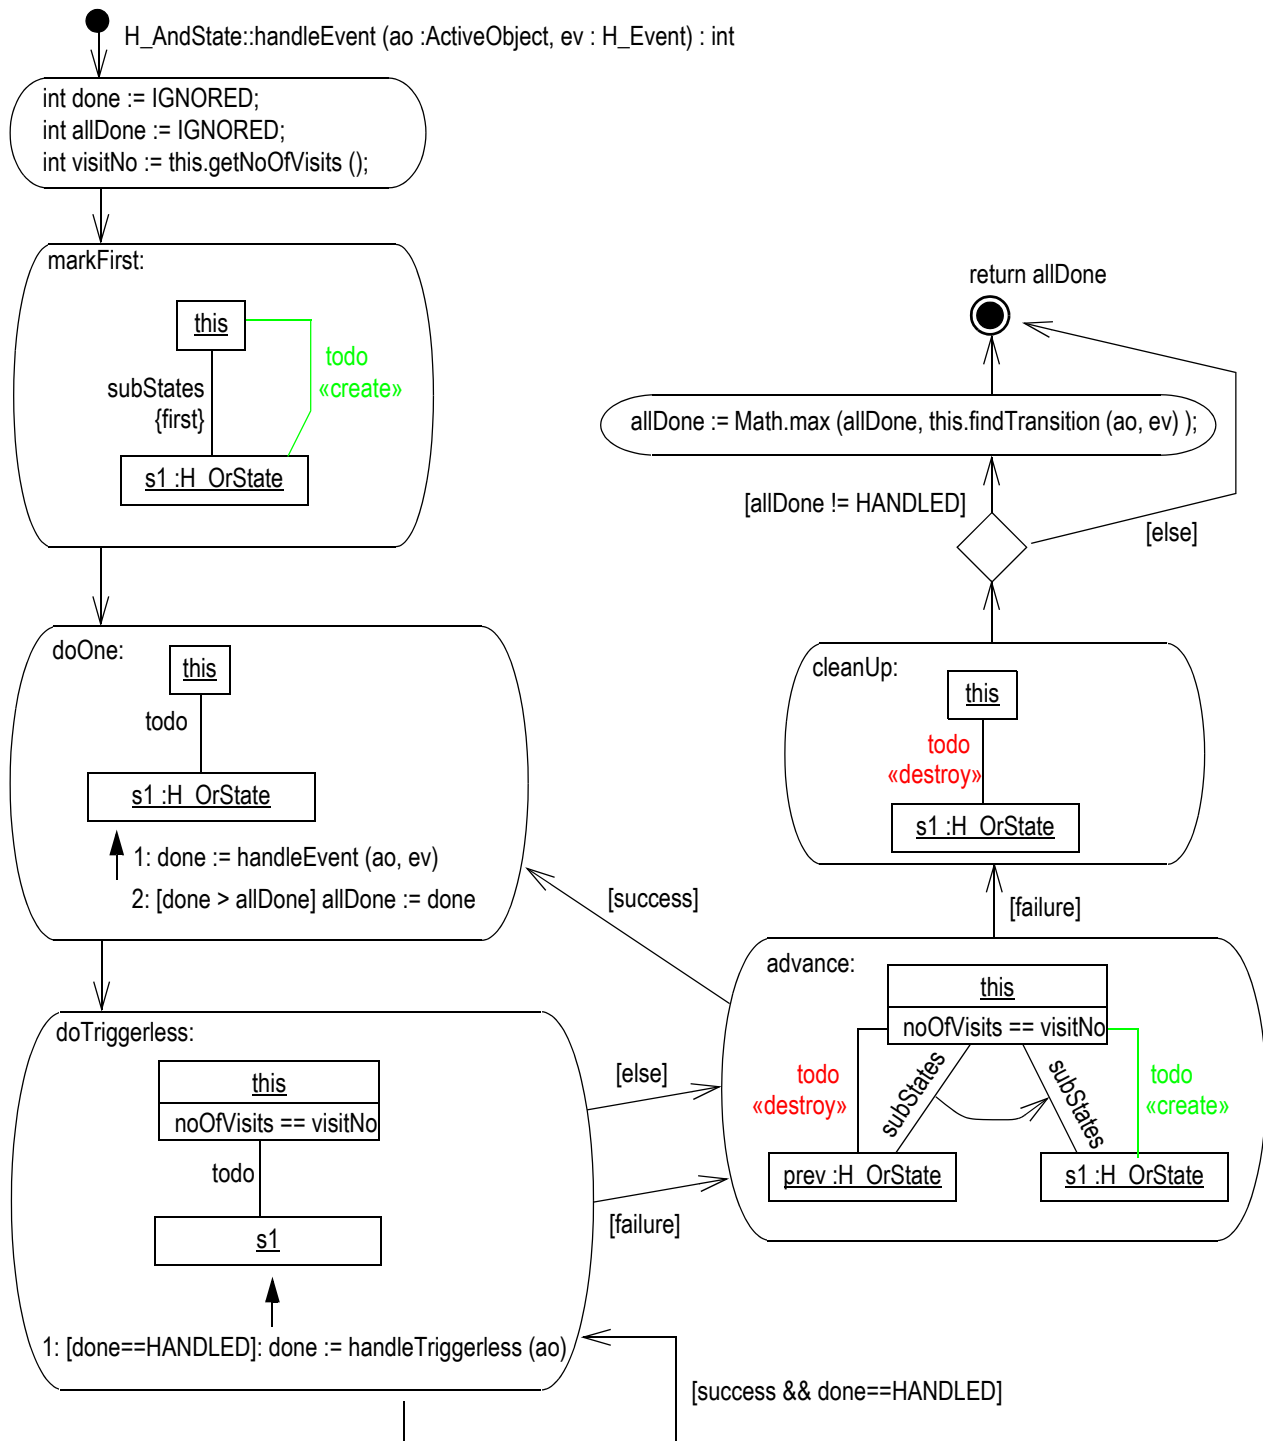 H_AndState::handleEvent (ao :ActiveObject, ev : H_Event) : int
int done := IGNORED;
int allDone := IGNORED;
int visitNo := this.getNoOfVisits ();
markFirst:
this
todo
«create»
subStates
{first}
s1 :H_OrState
doOne:
this
todo
s1 :H_OrState
1: done := handleEvent (ao, ev)
2: [done > allDone] allDone := done
doTriggerless:
this
noOfVisits == visitNo
todo
s1
1: [done==HANDLED]: done := handleTriggerless (ao)
[success && done==HANDLED]
[else]
[failure]
[success]
advance:
this
noOfVisits == visitNo
todo
«destroy»
subStates
subStates
todo
«create»
prev :H_OrState
s1 :H_OrState
[failure]
cleanUp:
this
todo
«destroy»
s1 :H_OrState
[allDone != HANDLED]
[else]
allDone := Math.max (allDone, this.findTransition (ao, ev) );
return allDone